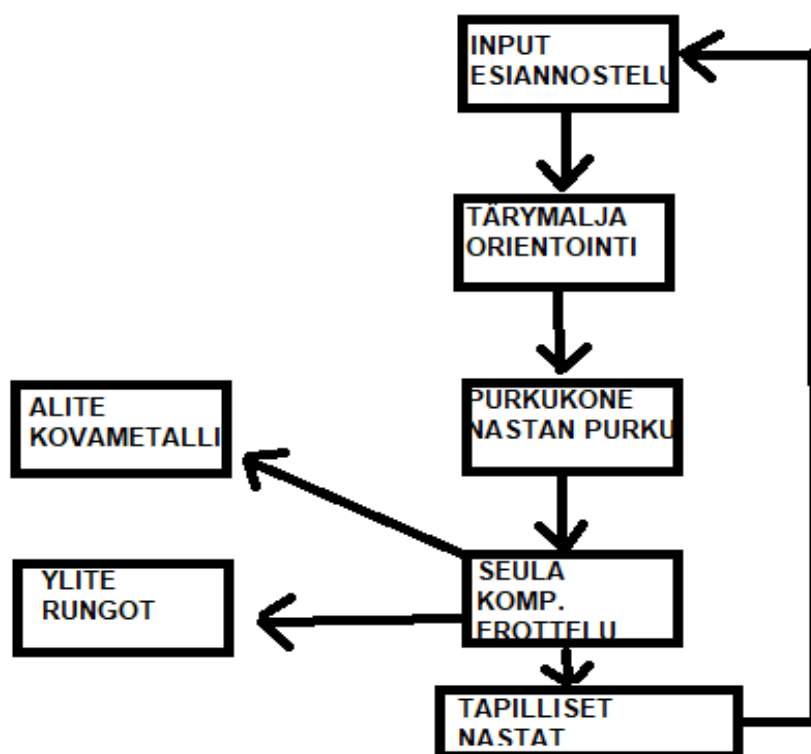 INPUT
ESIANNOSTELU
TÄRYMALJA
ORIENTOINTI
PURKUKONE
NASTAN PURKU
ALITE
KOVAMETALLI
YLITE
RUNGOT
SEULA
KOMP.
EROTTELU
TAPILLISET
NASTAT